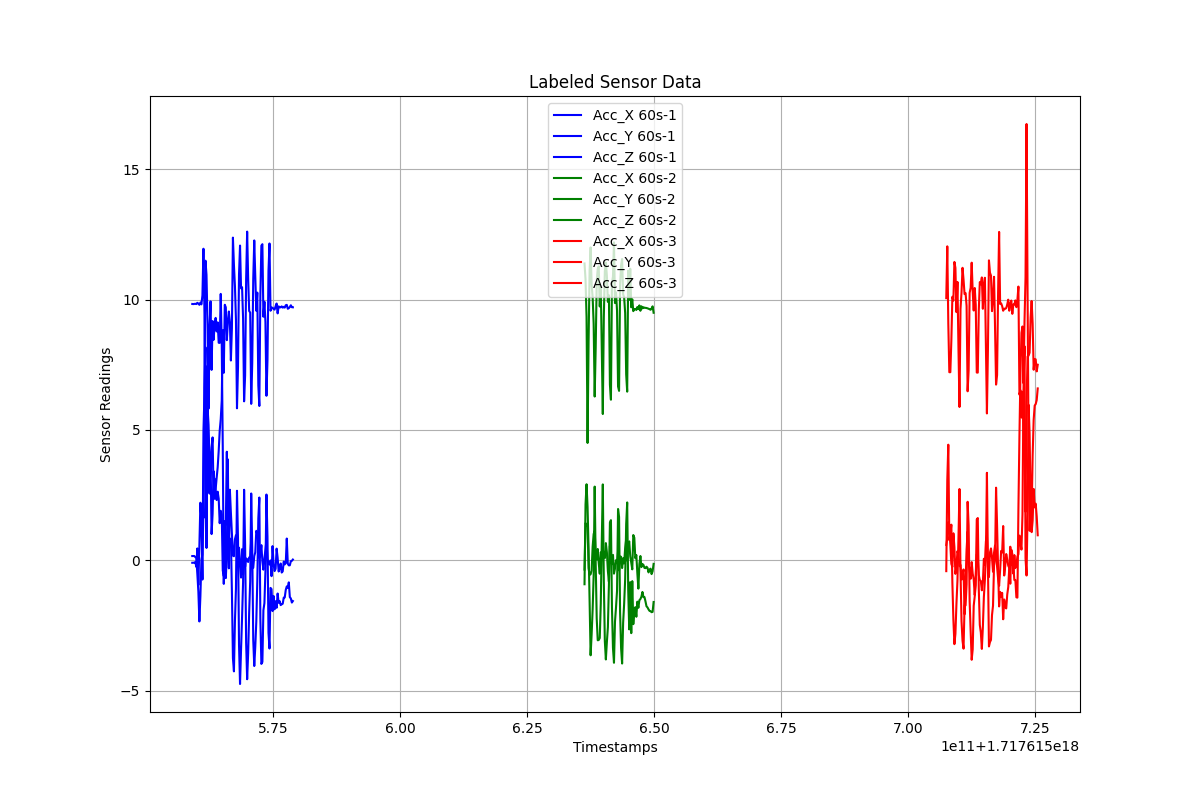 Labeled Sensor Data
Acc_X 60s-1
Acc_Y 60s-1
Acc_Z 60s-1
Acc_X 60s-2
Acc_Y 60s-2
Acc_Z 60s-2
Acc_X 60s-3
Acc_Y 60s-3
Acc_Z 60s-3
Sensor Readings
15
10
5
0
−5
5.75
6.00
6.25
6.50
6.75
7.00
7.25
Timestamps
1e11+1.717615e18